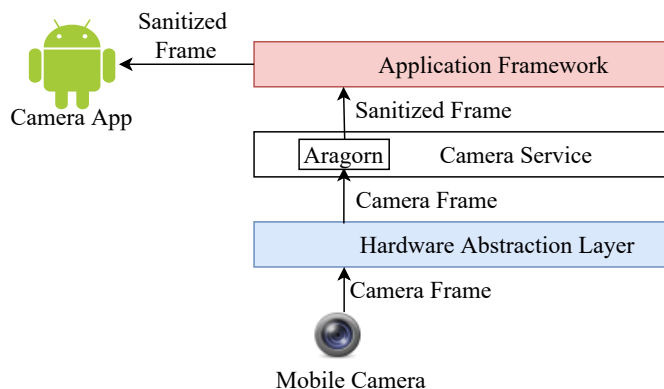 Sanitized
Frame
Application Framework
Camera App
Sanitized Frame
Aragorn
Camera Service
Camera Frame
Hardware Abstraction Layer
Camera Frame
Mobile Camera